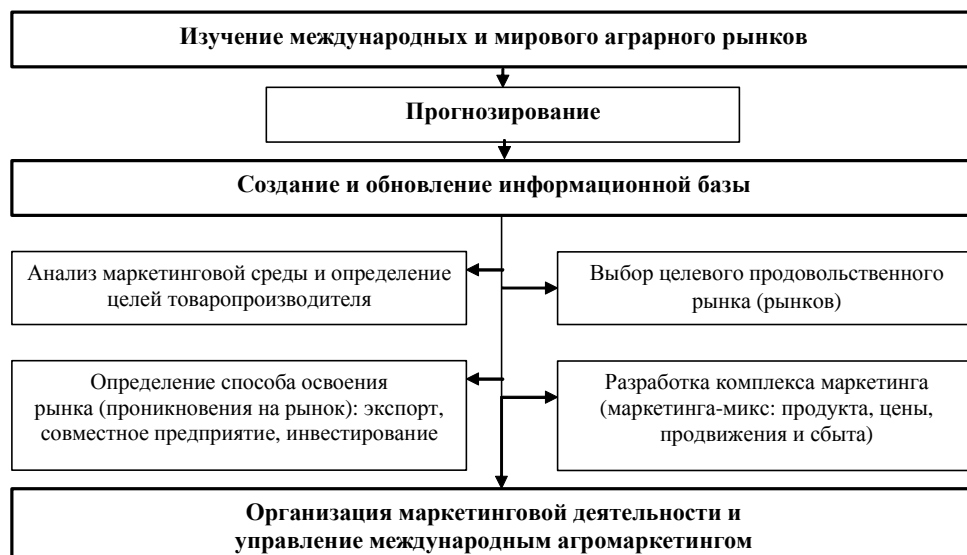 Изучение международных и мирового аграрного рынков
Прогнозирование
Создание и обновление информационной базы
Анализ маркетинговой среды и определение
целей товаропроизводителя
Выбор целевого продовольственного
рынка (рынков)
Определение способа освоения
рынка (проникновения на рынок): экспорт,
совместное предприятие, инвестирование
Разработка комплекса маркетинга
(маркетинга-микс: продукта, цены,
продвижения и сбыта)
Организация маркетинговой деятельности и
управление международным агромаркетингом